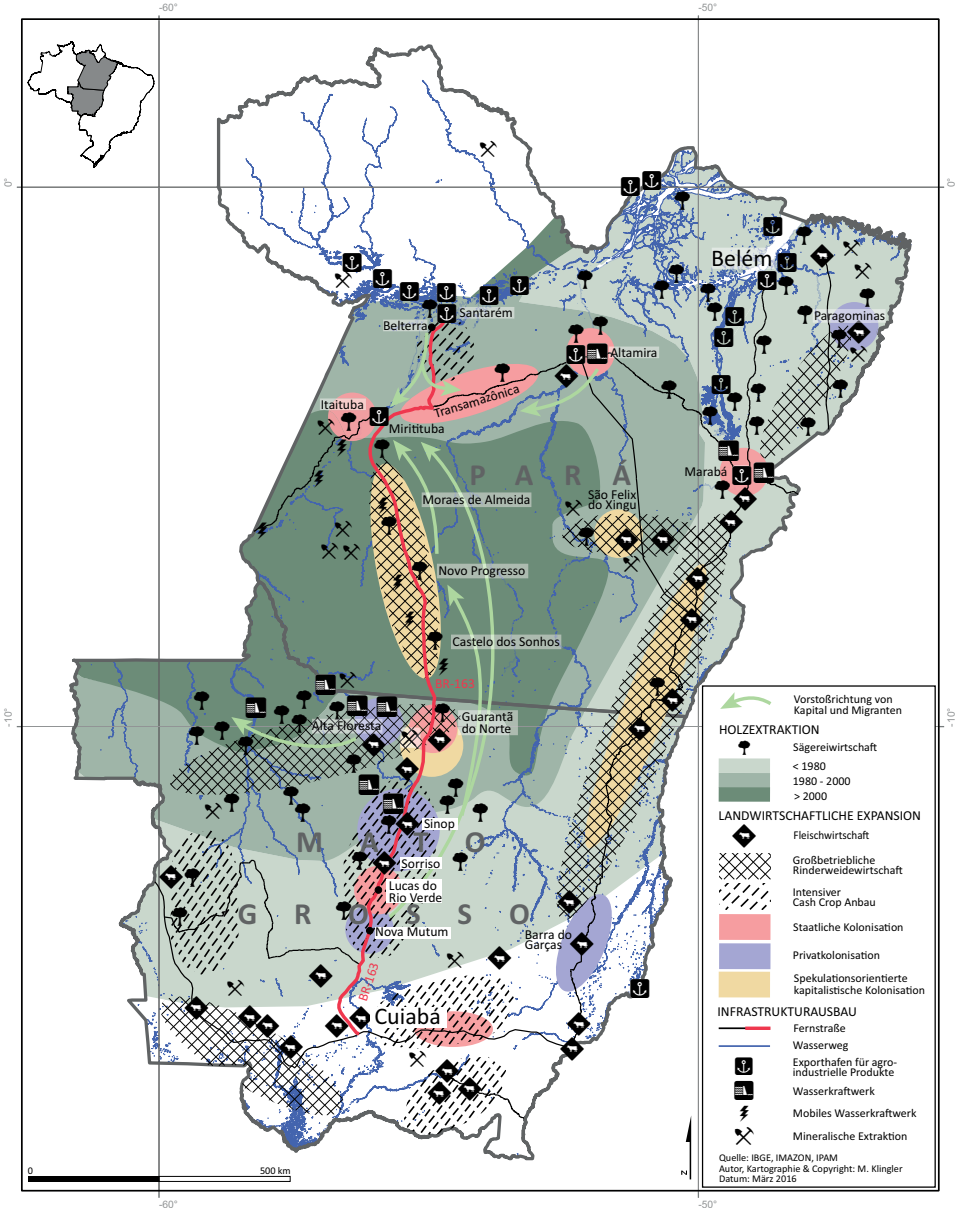 -60°
-50°
0°
0°
Belém
Santarém
Belterra
Paragominas
Altamira
Transamazônica
Itaituba
Miritituba
Marabá
PARÁ
São Felix
do Xingu
Moraes de Almeida
Novo Progresso
Castelo dos Sonhos
BR-163
-10°
-10°
Alta Floresta
Guarantã
do Norte
Sinop
MATO
Sorriso
Lucas do
Rio Verde
GROSSO
Nova Mutum
Barra do
Garças
BR-163
Cuiabá
Vorstoßrichtung von
Kapital und Migranten
HOLZEXTRAKTION
Sägereiwirtschaft
< 1980
1980 - 2000
> 2000
LANDWIRTSCHAFTLICHE EXPANSION
Fleischwirtschaft
Großbetriebliche
Rinderweidewirtschaft
Intensiver
Cash Crop Anbau
Staatliche Kolonisation
Privatkolonisation
Spekulationsorientierte
kapitalistische Kolonisation
INFRASTRUKTURAUSBAU
Fernstraße
Wasserweg
Exporthafen für agro-
industrielle Produkte
Wasserkraftwerk
Mobiles Wasserkraftwerk
Mineralische Extraktion
Quelle: IBGE, IMAZON, IPAM
Autor, Kartographie & Copyright: M. Klingler
Datum: März 2016
N
0
500 km
-60°
-50°